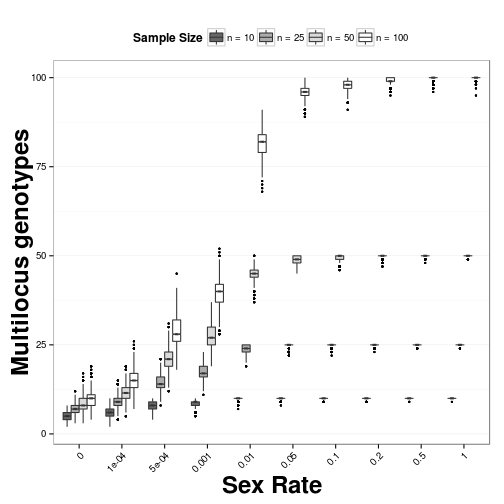 Sample Size n = 10 n = 25 n = 50 n = 100
100
75
50
25
0
Multilocus genotypes
0 1e-04 5e-04 0.001 0.01 0.05 0.1 0.2 0.5 1
Sex Rate